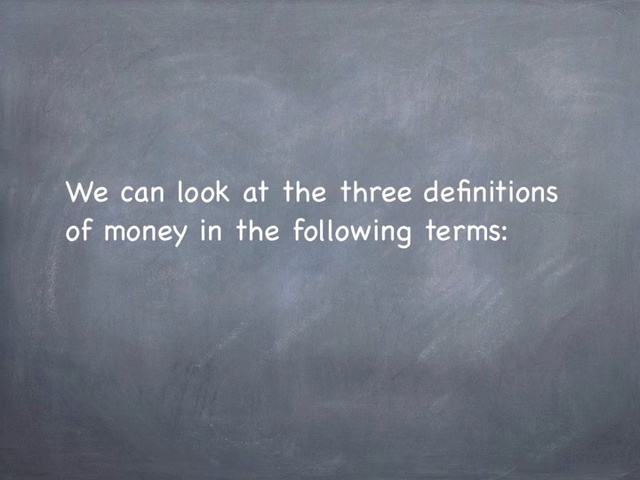 We can look at the three definitions
of money in the following terms: